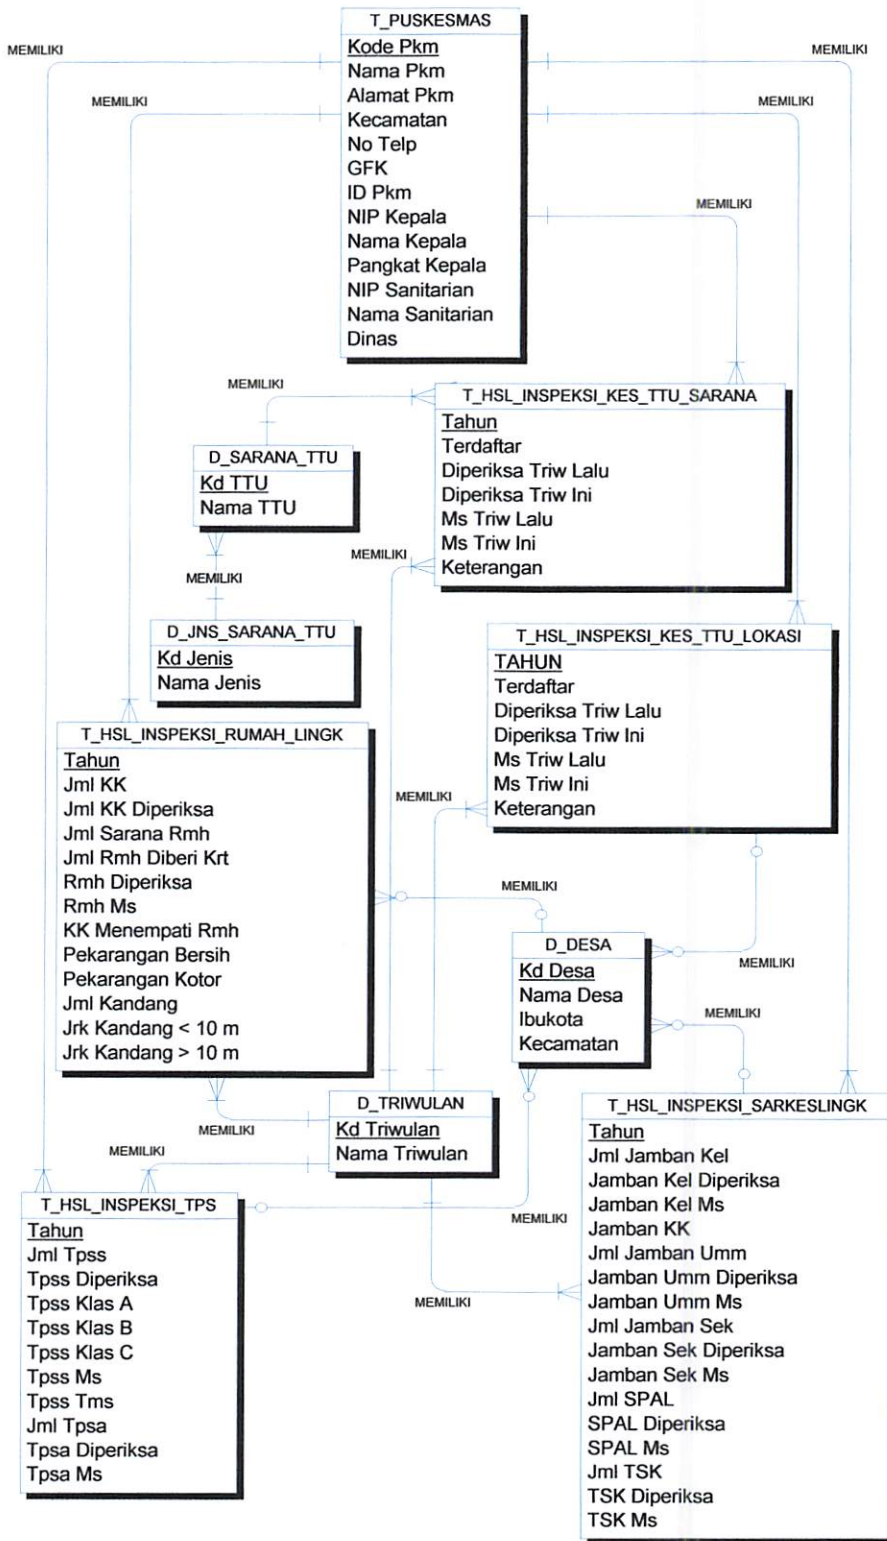 T_PUSKESMAS
Kode Pkm
Nama Pkm
Alamat Pkm
Kecamatan
No Telp
GFK
ID Pkm
NIP Kepala
Nama Kepala
Pangkat Kepala
NIP Sanitarian
Nama Sanitarian
Dinas
MEMILIKI
MEMILIKI
MEMILIKI
MEMILIKI
MEMILIKI
MEMILIKI
T_HSL_INSPEKSI_KES_TTU_SARANA
Tahun
Terdaftar
Diperiksa Triw Lalu
Diperiksa Triw Ini
Ms Triw Lalu
Ms Triw Ini
Keterangan
D_SARANA_TTU
Kd TTU
Nama TTU
MEMILIKI
MEMILIKI
D_JNS_SARANA_TTU
Kd Jenis
Nama Jenis
T_HSL_INSPEKSI_KES_TTU_LOKASI
TAHUN
Terdaftar
Diperiksa Triw Lalu
Diperiksa Triw Ini
Ms Triw Lalu
Ms Triw Ini
Keterangan
MEMILIKI
T_HSL_INSPEKSI_RUMAH_LINGK
Tahun
Jml KK
Jml KK Diperiksa
Jml Sarana Rmh
Jml Rmh Diberi Krt
Rmh Diperiksa
Rmh Ms
KK Menempati Rmh
Pekarangan Bersih
Pekarangan Kotor
Jml Kandang
Jrk Kandang < 10 m
Jrk Kandang > 10 m
MEMILIKI
D_DESA
Kd Desa
Nama Desa
Ibukota
Kecamatan
MEMILIKI
MEMILIKI
D_TRIWULAN
Kd Triwulan
Nama Triwulan
MEMILIKI
MEMILIKI
MEMILIKI
MEMILIKI
T_HSL_INSPEKSI_TPS
Tahun
Jml Tpss
Tpss Diperiksa
Tpss Klas A
Tpss Klas B
Tpss Klas C
Tpss Ms
Tpss Tms
Jml Tpsa
Tpsa Diperiksa
Tpsa Ms
T_HSL_INSPEKSI_SARKESLINGK
Tahun
Jml Jamban Kel
Jamban Kel Diperiksa
Jamban Kel Ms
Jamban KK
Jml Jamban Umm
Jamban Umm Diperiksa
Jamban Umm Ms
Jml Jamban Sek
Jamban Sek Diperiksa
Jamban Sek Ms
Jml SPAL
SPAL Diperiksa
SPAL Ms
Jml TSK
TSK Diperiksa
TSK Ms